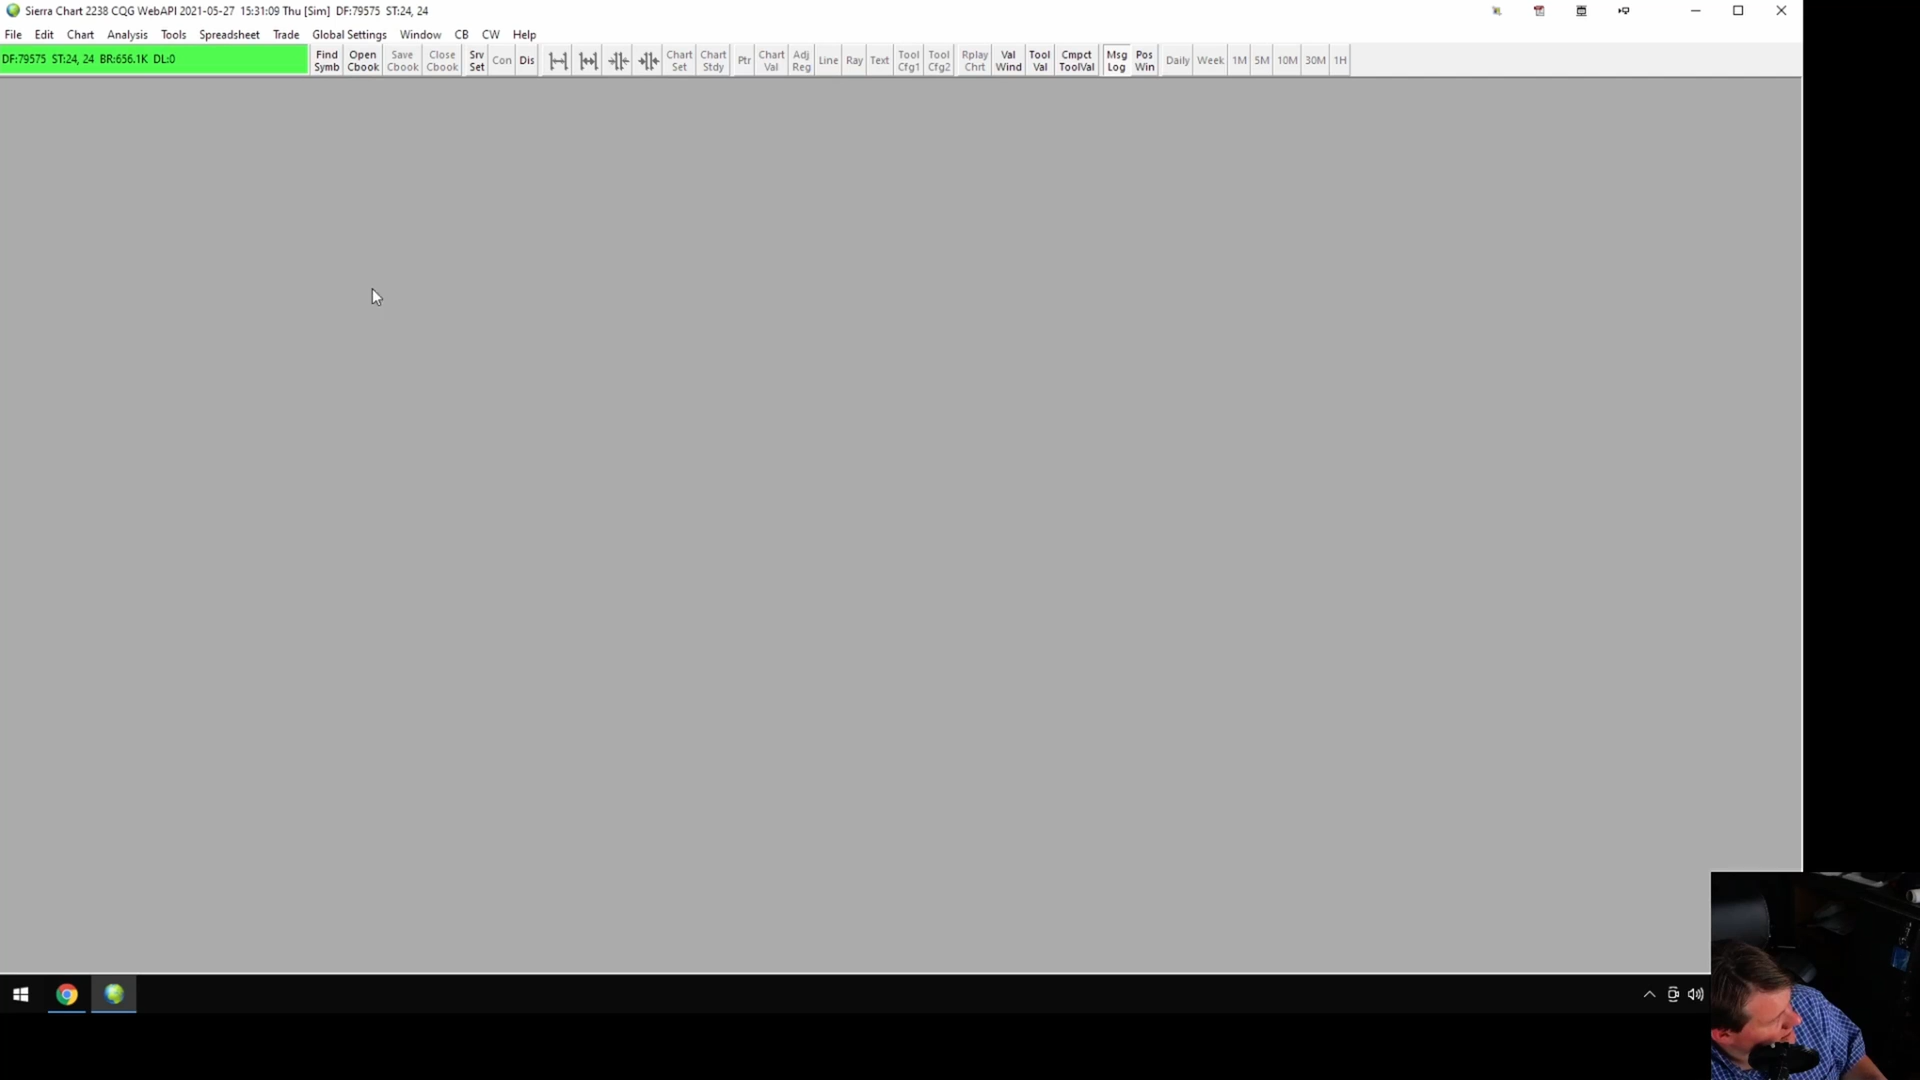 Sierra Chart 2238 CQG WebAPI 2021-05-27 15:31:09 Thu [Sim] DF:79575 ST:24, 24
File Edit Chart Analysis Tools Spreadsheet Trade Global Settings Window CB CW Help
DF:79575 ST:24, 24 BR:656.1K DL:0
Find Symb
Open Cbook
Save Cbook
Close Cbook
Srv Set
Con
Dis
Chart Set
Chart Stdy
Ptr
Chart Val
Adj Reg
Line
Ray
Text
Tool Cfg1
Tool Cfg2
Rplay Chrt
Val Wind
Tool Val
Cmpct ToolVal
Msg Log
Pos Win
Daily
Week
1M
5M
10M
30M
1H